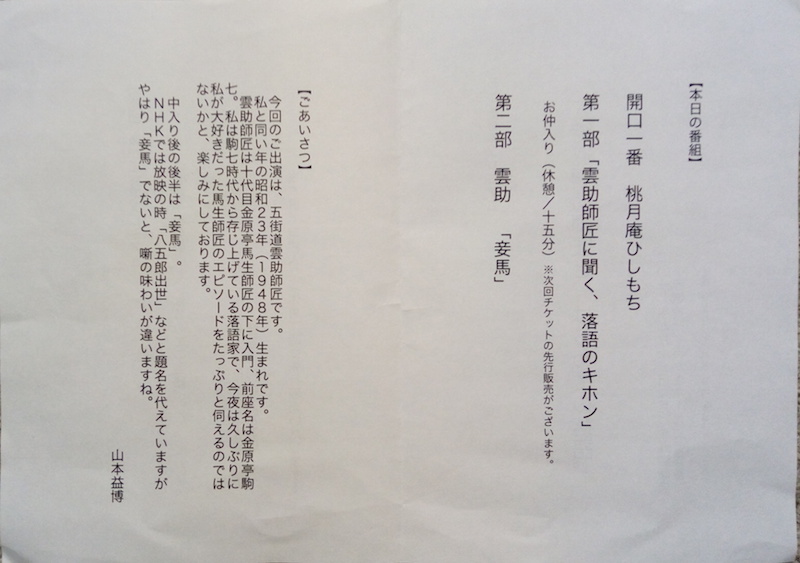 【本日の番組】
開口一番　桃月庵ひしもち
第一部「雲助師匠に聞く、落語のキホン」
お仲入り（休憩／十五分）※次回チケットの先行販売がございます。
第二部　雲助　「妾馬」
【ごあいさつ】
今回のご出演は、五街道雲助師匠です。
私と同い年の昭和２３年（１９４８年）生まれです。
雲助師匠は十代目金原亭馬生師匠の下に入門、前座名は金原亭駒
七。私は駒七時代から存じ上げている落語家で、今夜は久しぶりに
私が大好きだった馬生師匠のエピソードをたっぷりと伺えるのでは
ないかと、楽しみにしております。
中入り後の後半は「妾馬」。
ＮＨＫでは放映の時「八五郎出世」などと題名を代えていますが
やはり「妾馬」でないと、噺の味わいが違いますね。
山本益博